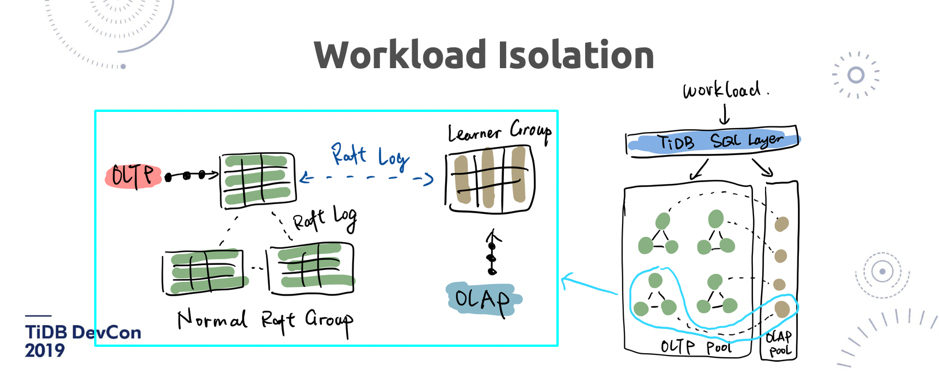 Workload Isolation
workload.
TiDB SQL Layer
Learner Group
OLTP
Raft Log
Raft Log
OLAP
Normal Raft Group
OLTP Pool
OLAP
Pool
TiDB DevCon
2019